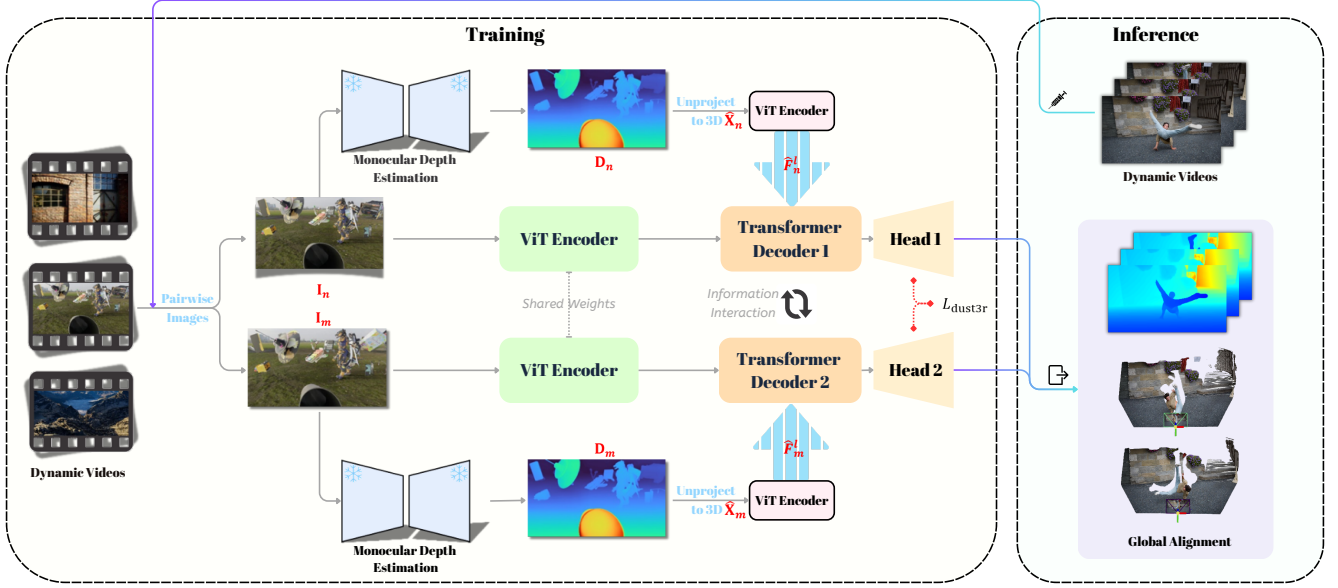 Training
Inference
Monocular Depth
Estimation
D_n
Unproject
to 3D X̂_n
ViT Encoder
F̂_n^l
Dynamic Videos
I_n
ViT Encoder
Transformer
Decoder 1
Head 1
Pairwise
Images
Shared Weights
Information
Interaction
L_dust3r
I_m
ViT Encoder
Transformer
Decoder 2
Head 2
Dynamic Videos
D_m
F̂_m^l
Unproject
to 3D X̂_m
ViT Encoder
Monocular Depth
Estimation
Global Alignment